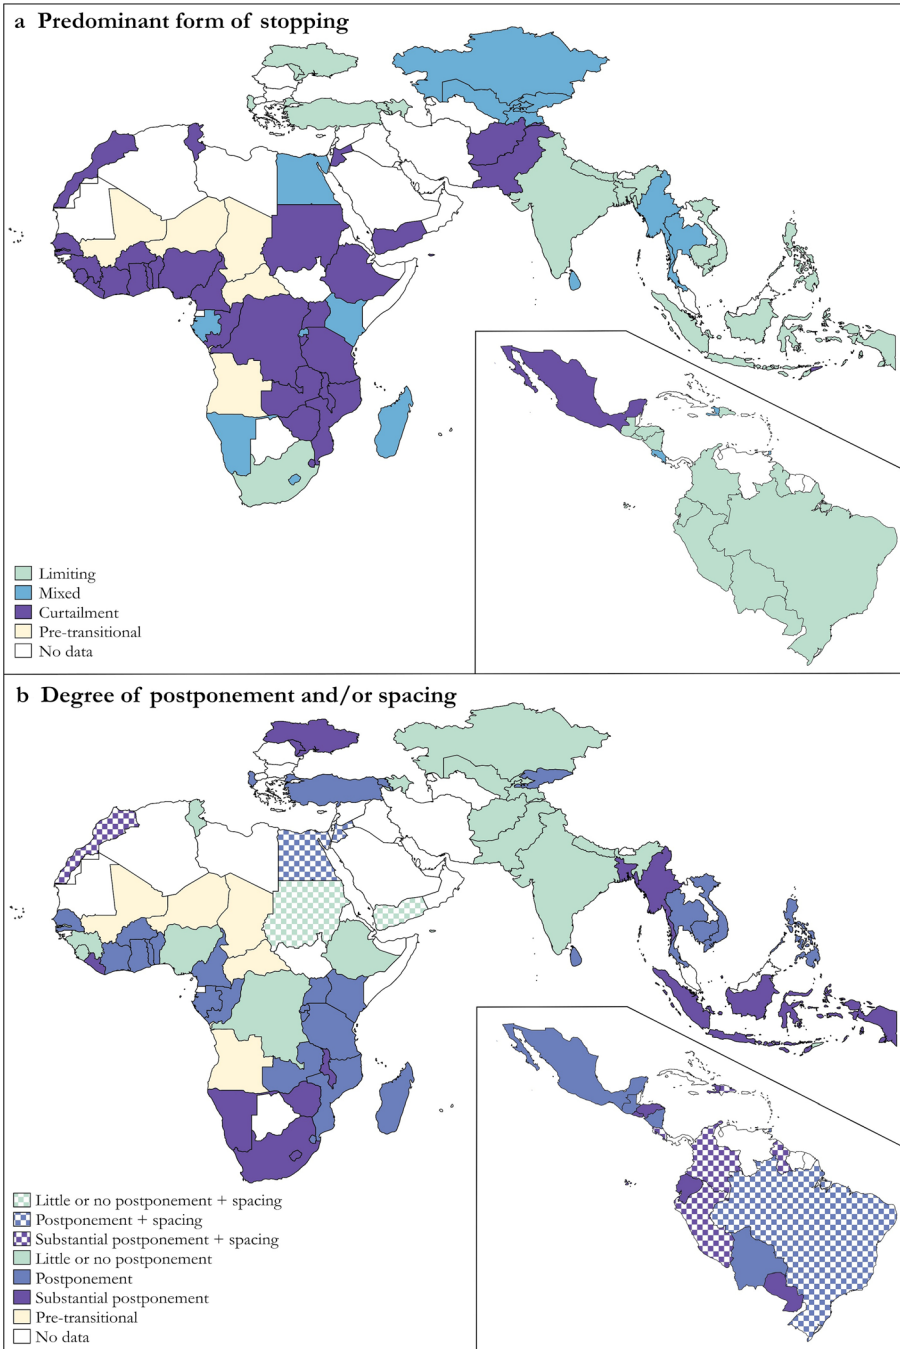 a Predominant form of stopping
Limiting
Mixed
Curtailment
Pre-transitional
No data
b Degree of postponement and/or spacing
Little or no postponement + spacing
Postponement + spacing
Substantial postponement + spacing
Little or no postponement
Postponement
Substantial postponement
Pre-transitional
No data